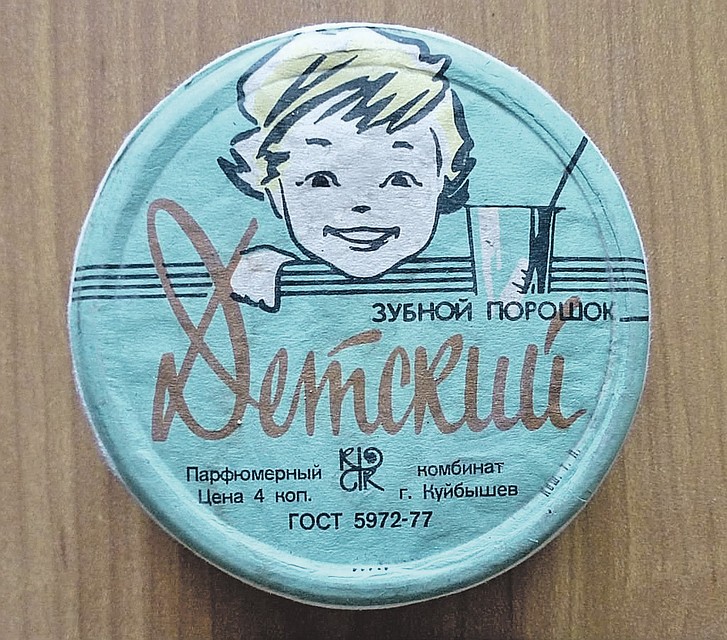 ЗУБНОЙ ПОРОШОК
Детский
Парфюмерный комбинат
Цена 4 коп. г. Куйбышев
ГОСТ 5972-77